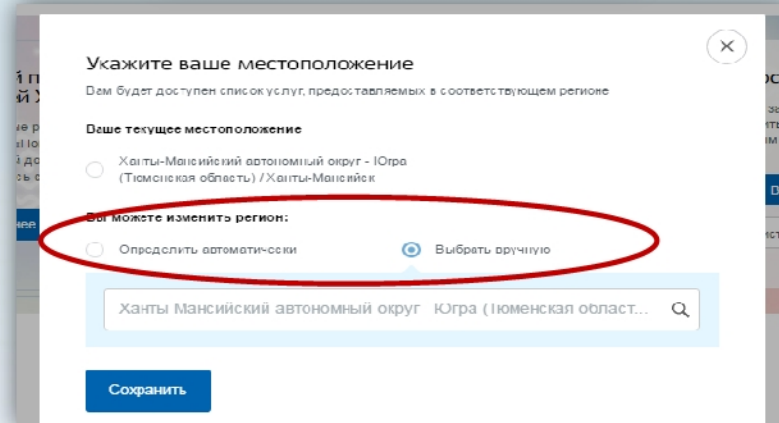 Укажите ваше местоположение
Вам будет доступен список услуг, предоставляемых в соответствующем регионе
Ваше текущее местоположение
Ханты-Мансийский автономный округ - Югра
(Тюменская область) / Ханты-Мансийск
Вы можете изменить регион:
Определить автоматически
Выбрать вручную
Ханты Мансийский автономный округ Югра (Тюменская област...
Сохранить